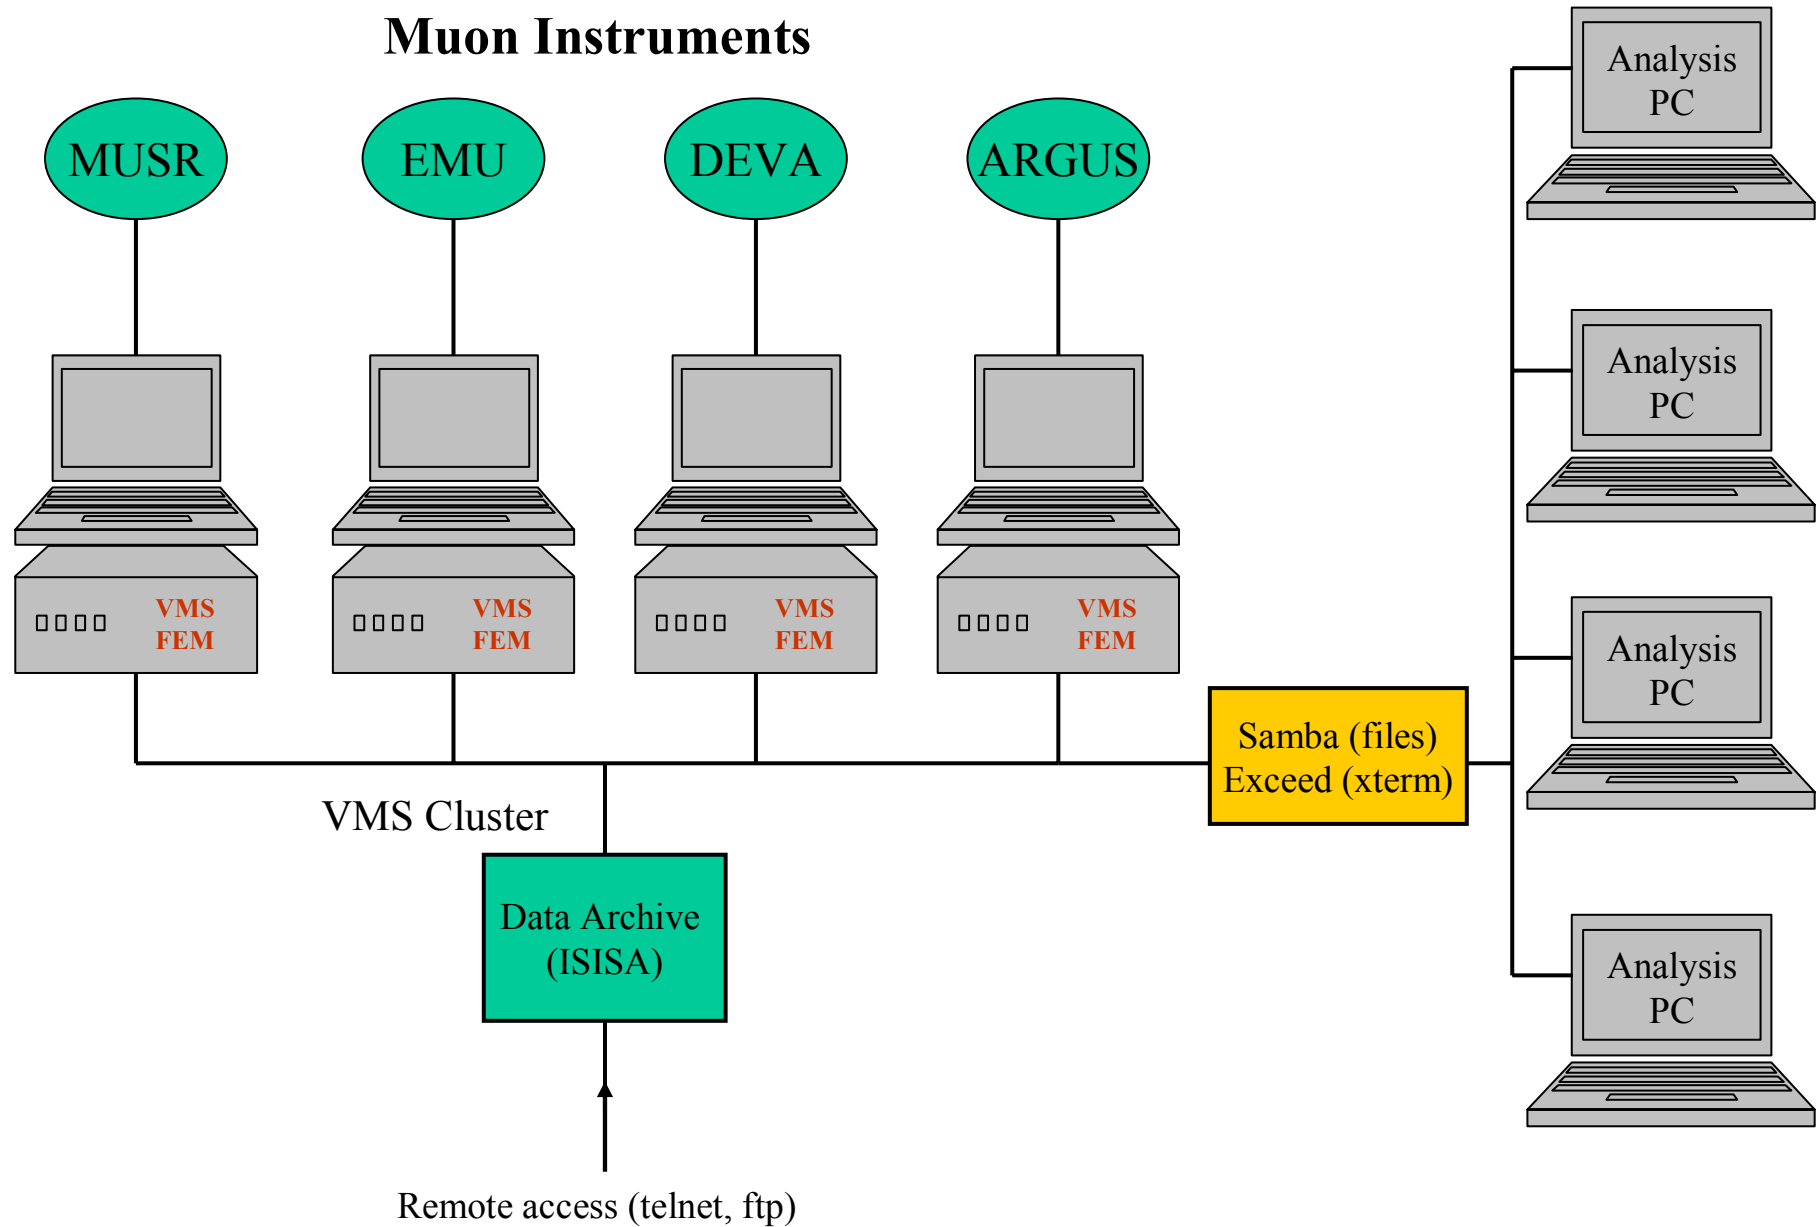 Muon Instruments
MUSR
EMU
DEVA
ARGUS
VMS
FEM
VMS
FEM
VMS
FEM
VMS
FEM
VMS Cluster
Data Archive
(ISISA)
Remote access (telnet, ftp)
Samba (files)
Exceed (xterm)
Analysis
PC
Analysis
PC
Analysis
PC
Analysis
PC